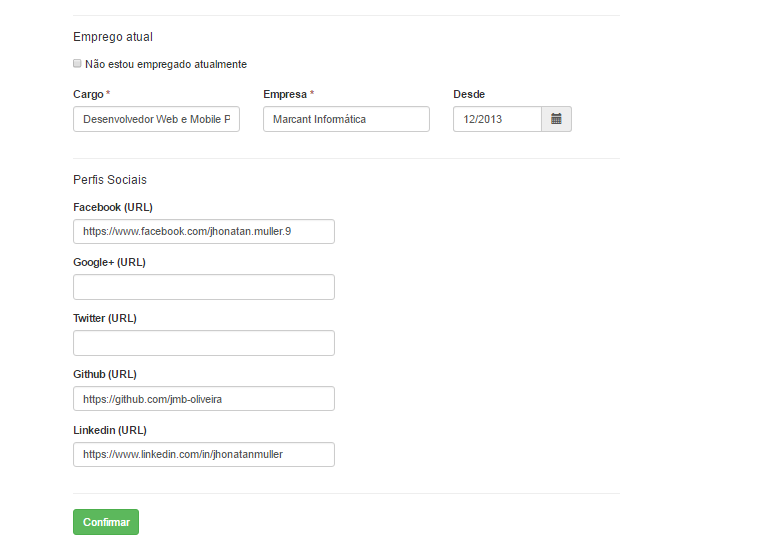 Emprego atual
Não estou empregado atualmente
Cargo * Empresa * Desde
Desenvolvedor Web e Mobile P Marcant Informática 12/2013
Perfis Sociais
Facebook (URL)
https://www.facebook.com/jhonatan.muller.9
Google+ (URL)
Twitter (URL)
Github (URL)
https://github.com/jmb-oliveira
Linkedin (URL)
https://www.linkedin.com/in/jhonatanmuller
Confirmar